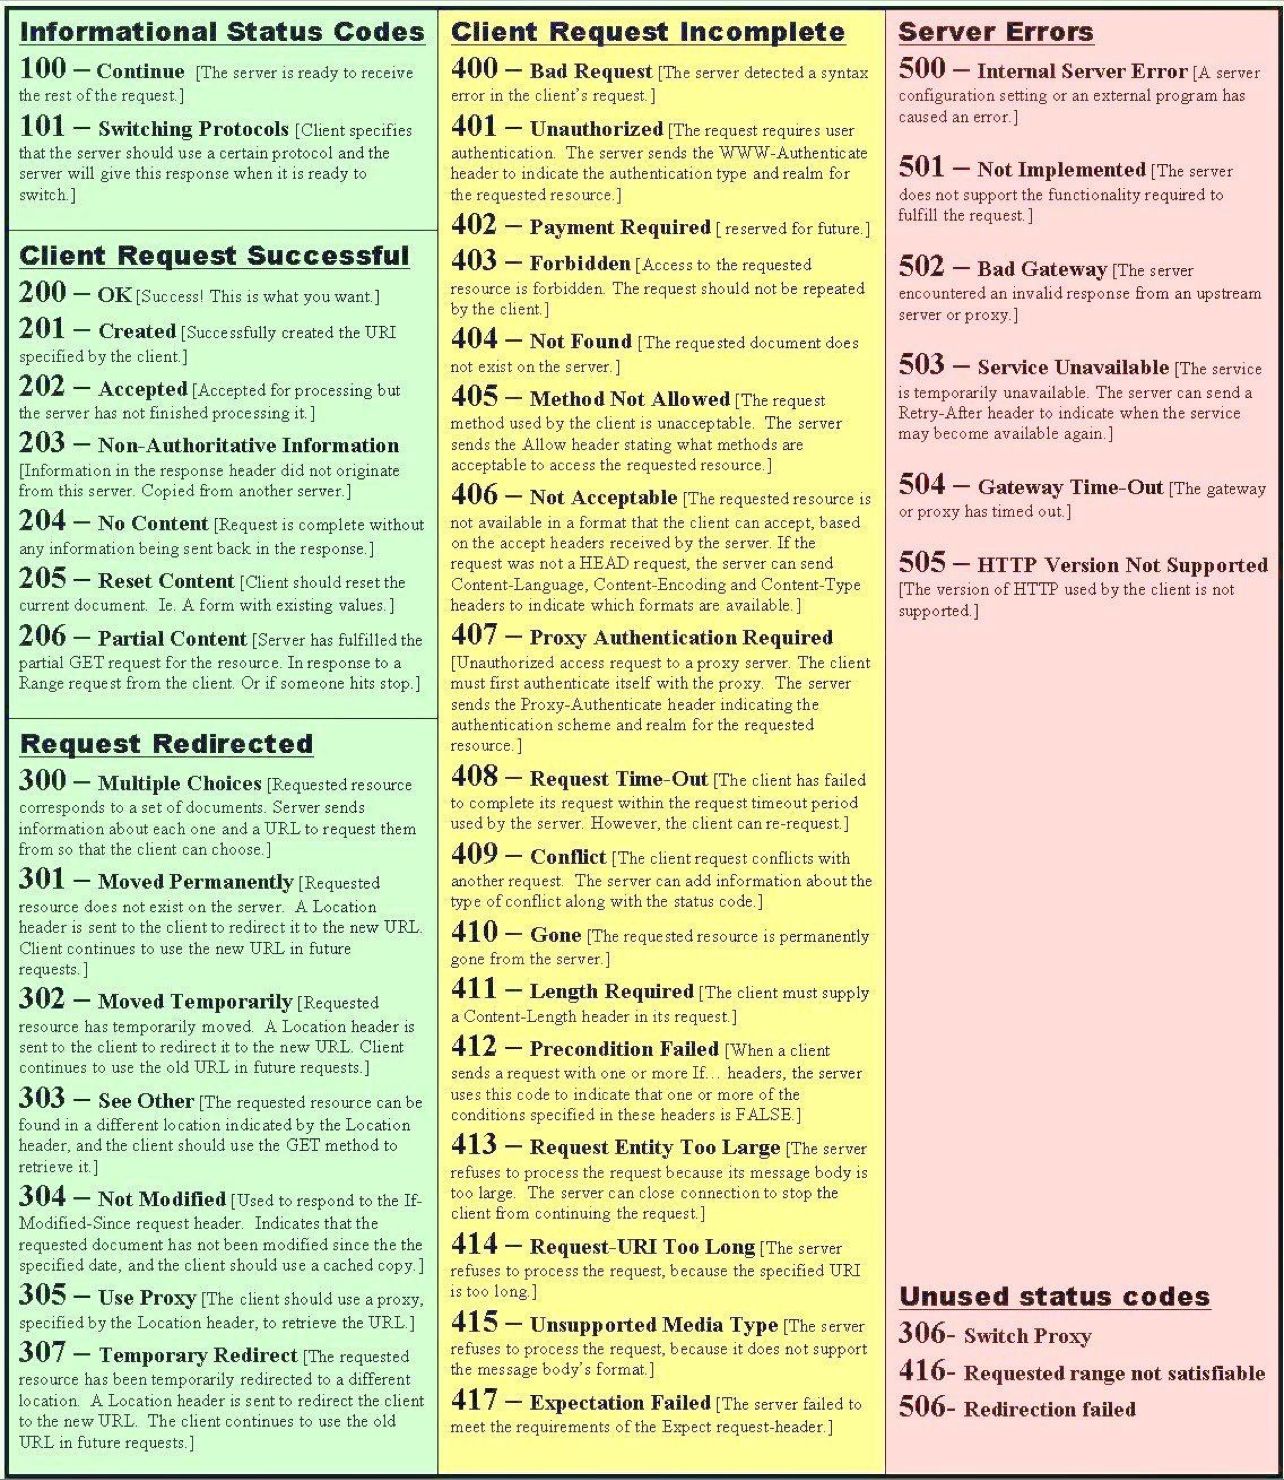 Informational Status Codes
100 – Continue [The server is ready to receive
the rest of the request.]
101 – Switching Protocols [Client specifies
that the server should use a certain protocol and the
server will give this response when it is ready to
switch.]
Client Request Successful
200 – OK [Success! This is what you want.]
201 – Created [Successfully created the URI
specified by the client.]
202 – Accepted [Accepted for processing but
the server has not finished processing it.]
203 – Non-Authoritative Information
[Information in the response header did not originate
from this server. Copied from another server.]
204 – No Content [Request is complete without
any information being sent back in the response.]
205 – Reset Content [Client should reset the
current document. Ie. A form with existing values.]
206 – Partial Content [Server has fulfilled the
partial GET request for the resource. In response to a
Range request from the client. Or if someone hits stop.]
Request Redirected
300 – Multiple Choices [Requested resource
corresponds to a set of documents. Server sends
information about each one and a URL to request them
from so that the client can choose.]
301 – Moved Permanently [Requested
resource does not exist on the server. A Location
header is sent to the client to redirect it to the new URL.
Client continues to use the new URL in future
requests.]
302 – Moved Temporarily [Requested
resource has temporarily moved. A Location header is
sent to the client to redirect it to the new URL. Client
continues to use the old URL in future requests.]
303 – See Other [The requested resource can be
found in a different location indicated by the Location
header, and the client should use the GET method to
retrieve it.]
304 – Not Modified [Used to respond to the If-
Modified-Since request header. Indicates that the
requested document has not been modified since the the
specified date, and the client should use a cached copy.]
305 – Use Proxy [The client should use a proxy,
specified by the Location header, to retrieve the URL.]
307 – Temporary Redirect [The requested
resource has been temporarily redirected to a different
location. A Location header is sent to redirect the client
to the new URL. The client continues to use the old
URL in future requests.]
Client Request Incomplete
400 – Bad Request [The server detected a syntax
error in the client's request.]
401 – Unauthorized [The request requires user
authentication. The server sends the WWW-Authenticate
header to indicate the authentication type and realm for
the requested resource.]
402 – Payment Required [ reserved for future.]
403 – Forbidden [Access to the requested
resource is forbidden. The request should not be repeated
by the client.]
404 – Not Found [The requested document does
not exist on the server.]
405 – Method Not Allowed [The request
method used by the client is unacceptable. The server
sends the Allow header stating what methods are
acceptable to access the requested resource.]
406 – Not Acceptable [The requested resource is
not available in a format that the client can accept, based
on the accept headers received by the server. If the
request was not a HEAD request, the server can send
Content-Language, Content-Encoding and Content-Type
headers to indicate which formats are available.]
407 – Proxy Authentication Required
[Unauthorized access request to a proxy server. The client
must first authenticate itself with the proxy. The server
sends the Proxy-Authenticate header indicating the
authentication scheme and realm for the requested
resource.]
408 – Request Time-Out [The client has failed
to complete its request within the request timeout period
used by the server. However, the client can re-request.]
409 – Conflict [The client request conflicts with
another request. The server can add information about the
type of conflict along with the status code.]
410 – Gone [The requested resource is permanently
gone from the server.]
411 – Length Required [The client must supply
a Content-Length header in its request.]
412 – Precondition Failed [When a client
sends a request with one or more If... headers, the server
uses this code to indicate that one or more of the
conditions specified in these headers is FALSE.]
413 – Request Entity Too Large [The server
refuses to process the request because its message body is
too large. The server can close connection to stop the
client from continuing the request.]
414 – Request-URI Too Long [The server
refuses to process the request, because the specified URI
is too long.]
415 – Unsupported Media Type [The server
refuses to process the request, because it does not support
the message body's format.]
417 – Expectation Failed [The server failed to
meet the requirements of the Expect request-header.]
Server Errors
500 – Internal Server Error [A server
configuration setting or an external program has
caused an error.]
501 – Not Implemented [The server
does not support the functionality required to
fulfill the request.]
502 – Bad Gateway [The server
encountered an invalid response from an upstream
server or proxy.]
503 – Service Unavailable [The service
is temporarily unavailable. The server can send a
Retry-After header to indicate when the service
may become available again.]
504 – Gateway Time-Out [The gateway
or proxy has timed out.]
505 – HTTP Version Not Supported
[The version of HTTP used by the client is not
supported.]
Unused status codes
306- Switch Proxy
416- Requested range not satisfiable
506- Redirection failed